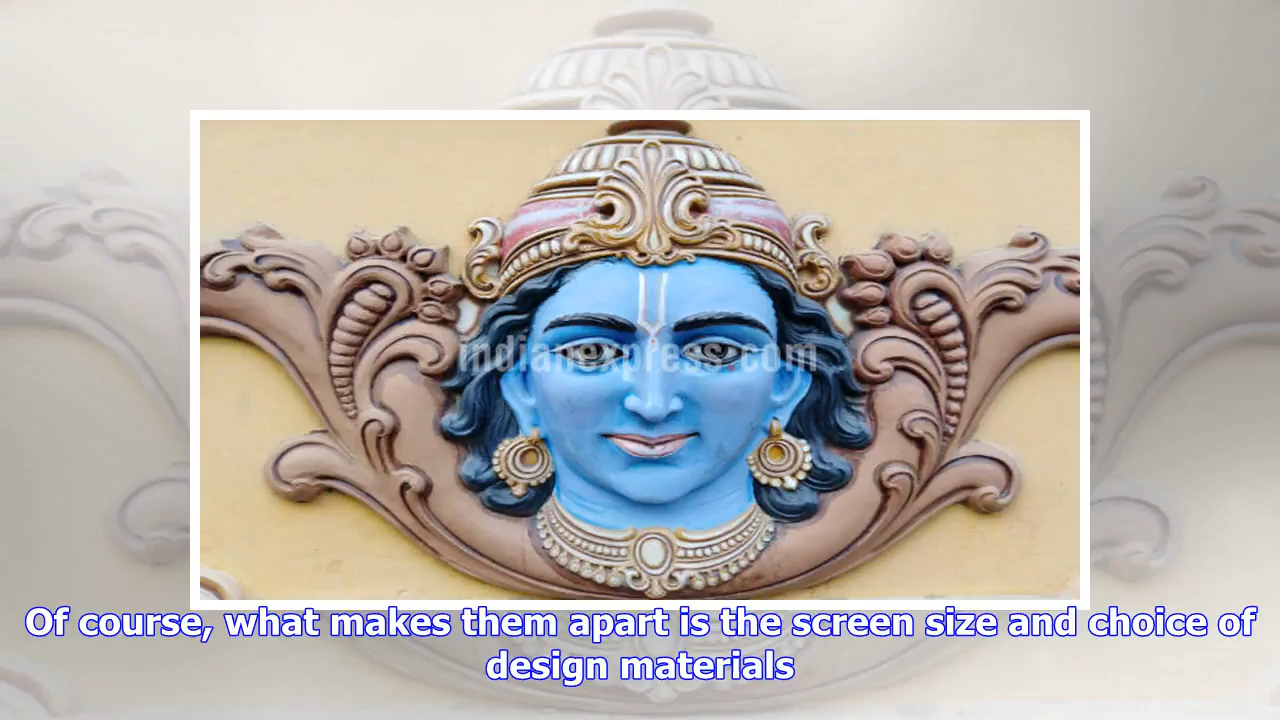 indianexpress.com
Of course, what makes them apart is the screen size and choice of
design materials